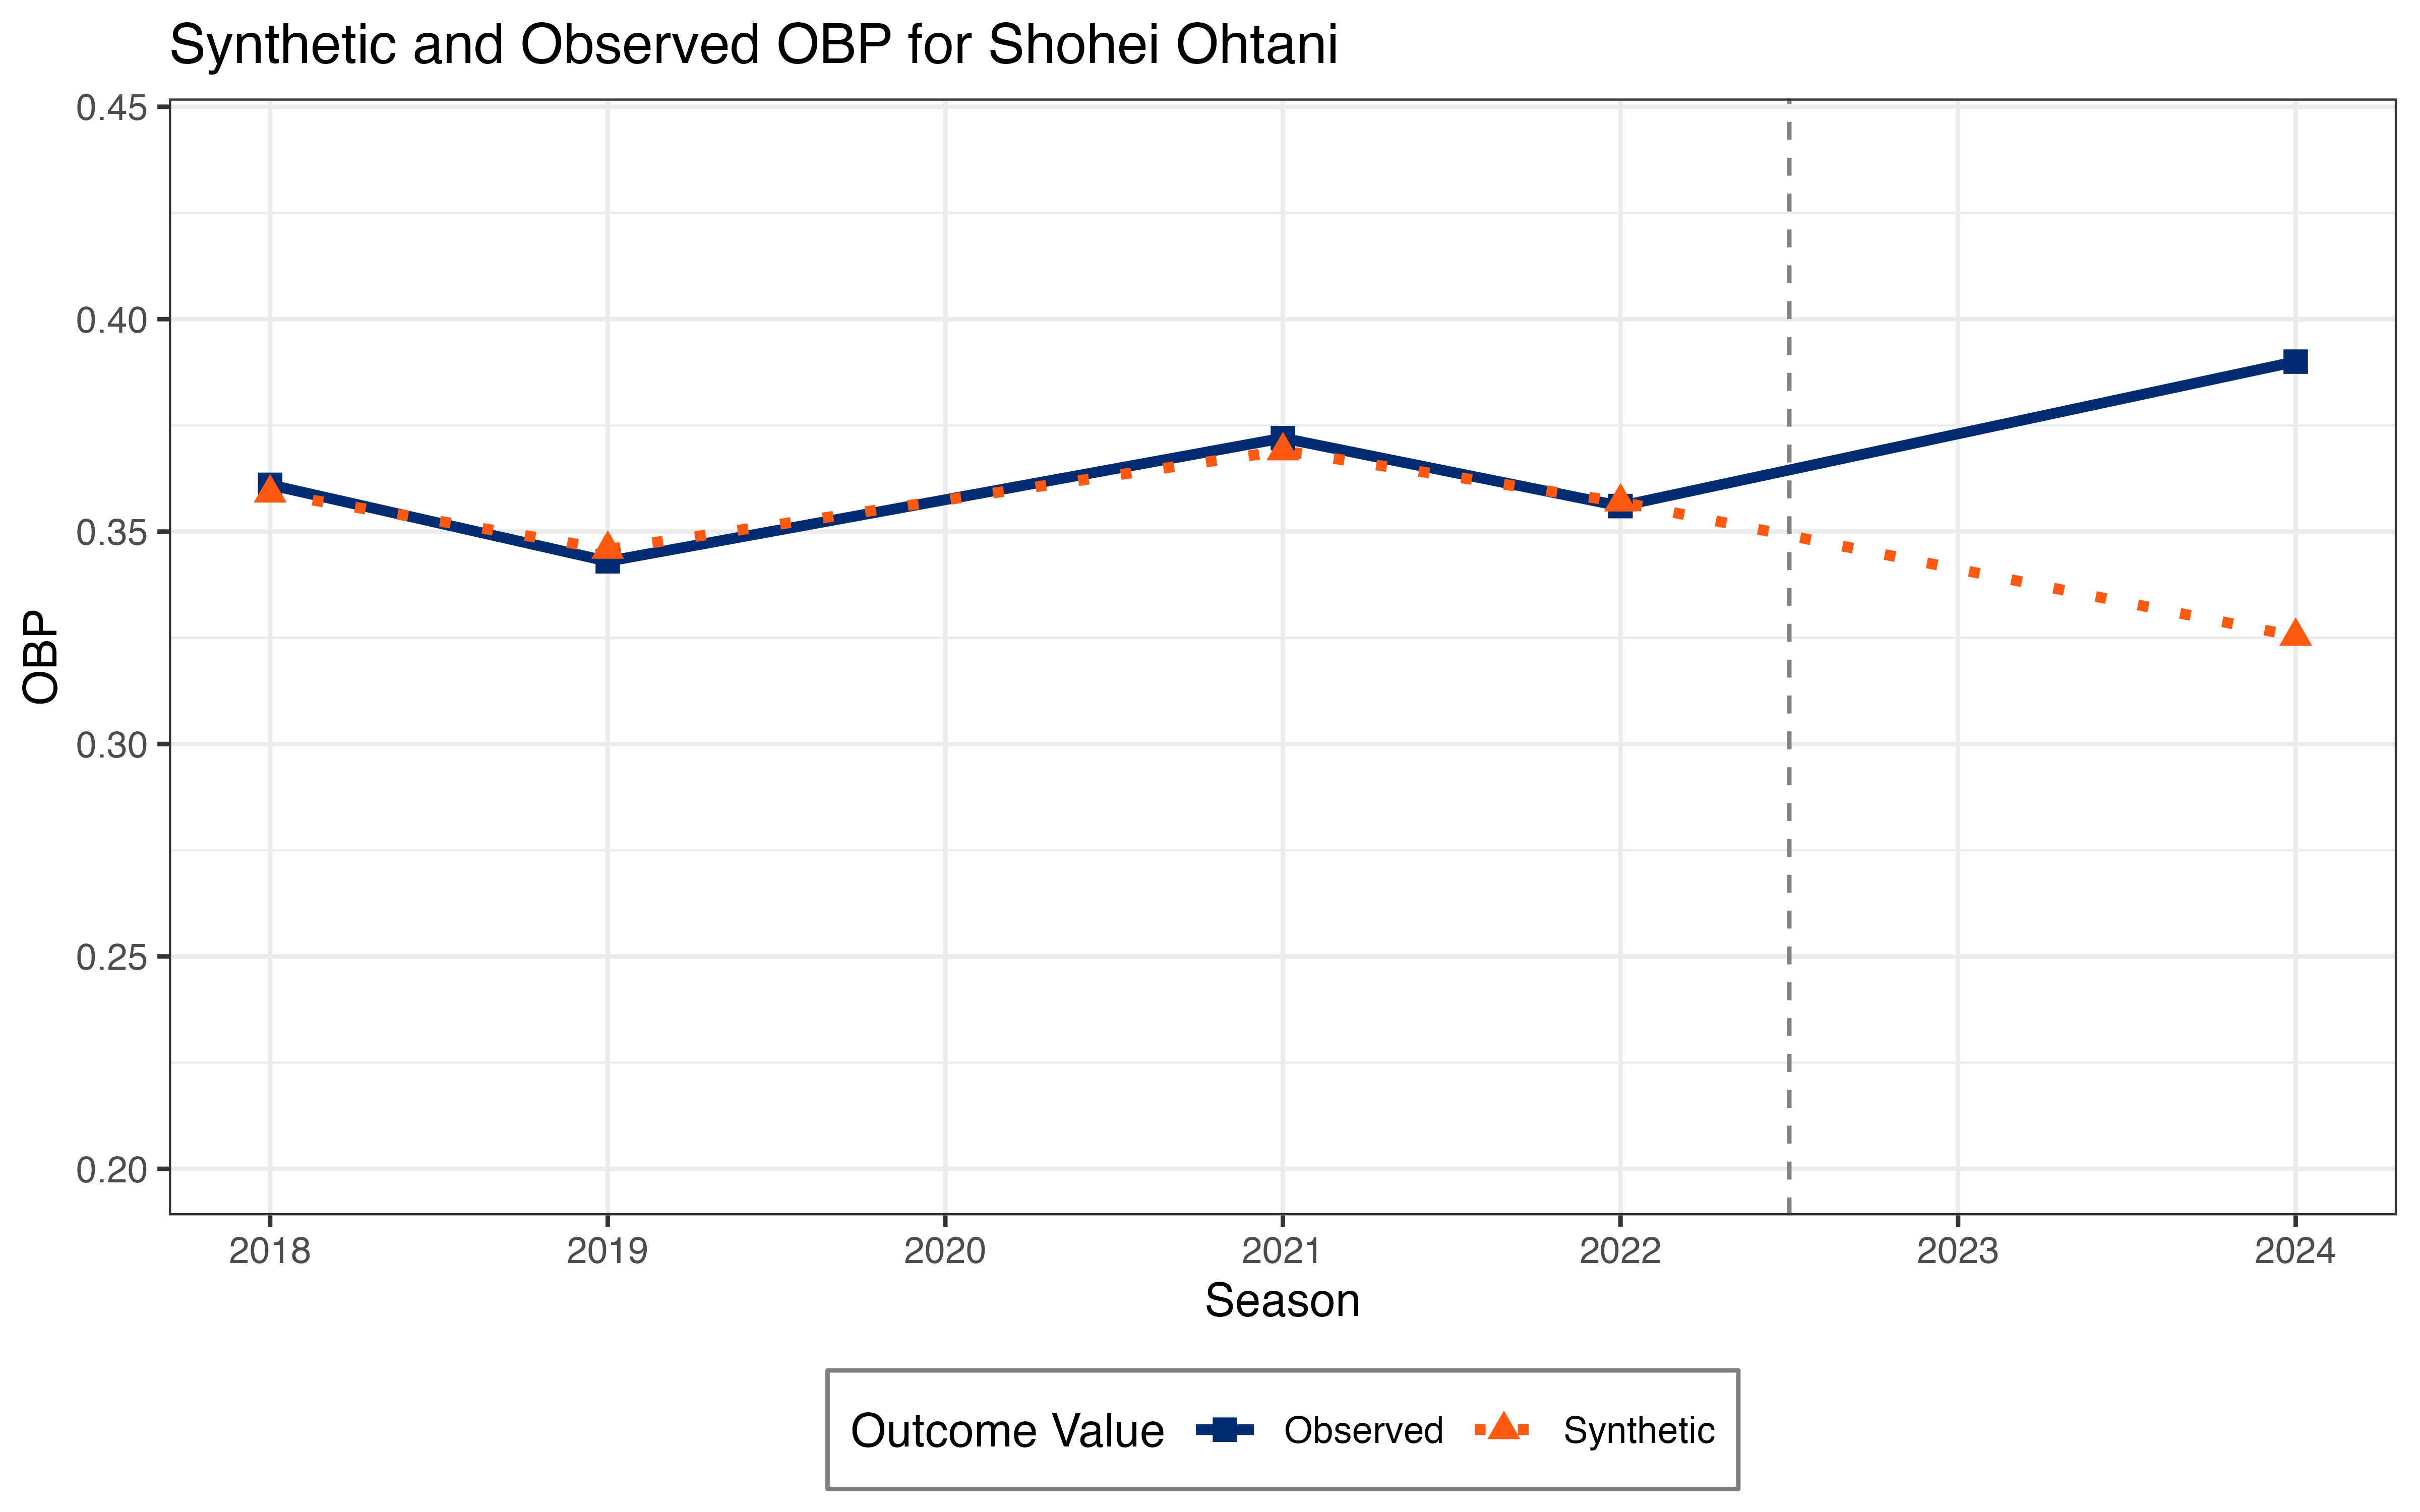 Synthetic and Observed OBP for Shohei Ohtani
0.45
0.40
0.35
0.30
0.25
0.20
OBP
2018 2019 2020 2021 2022 2023 2024
Season
Outcome Value Observed Synthetic